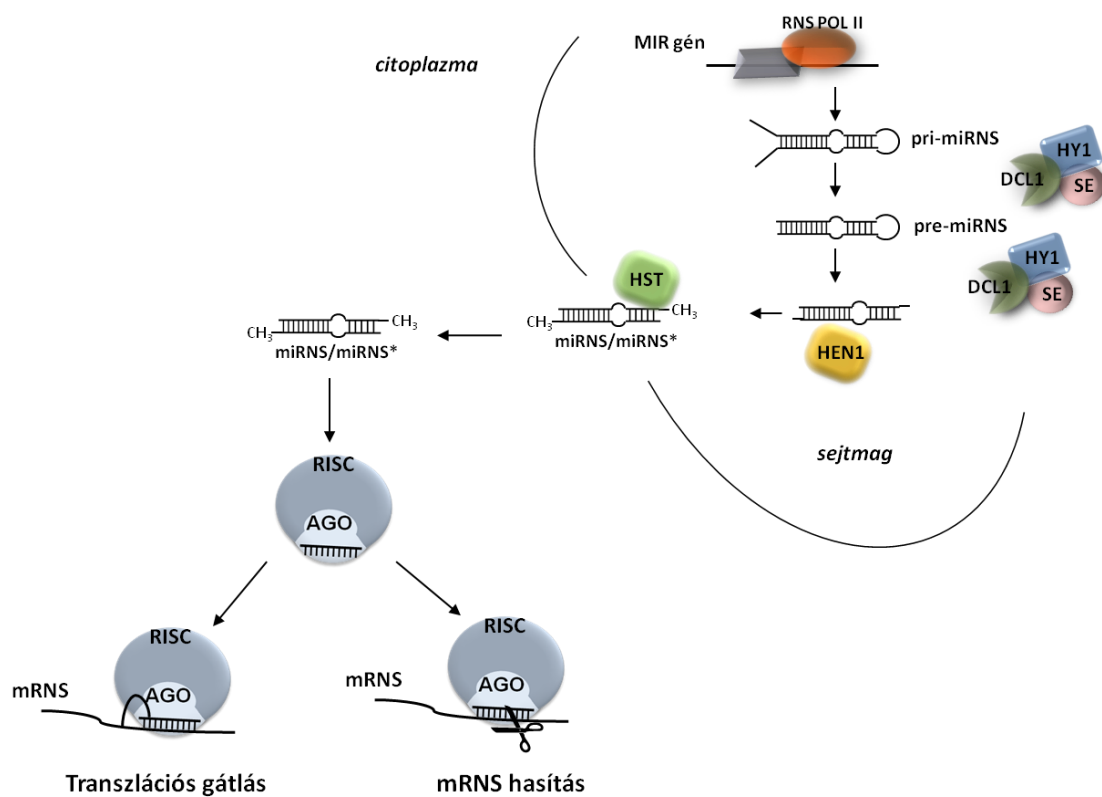 RNS POL II
MIR gén
citoplazma
pri-miRNS
HY1
DCL1
SE
pre-miRNS
HY1
DCL1
SE
HST
CH3
CH3
miRNS/miRNS*
HEN1
CH3
CH3
miRNS/miRNS*
sejtmag
RISC
AGO
RISC
AGO
mRNS
RISC
AGO
mRNS
Transzlációs gátlás
mRNS hasítás